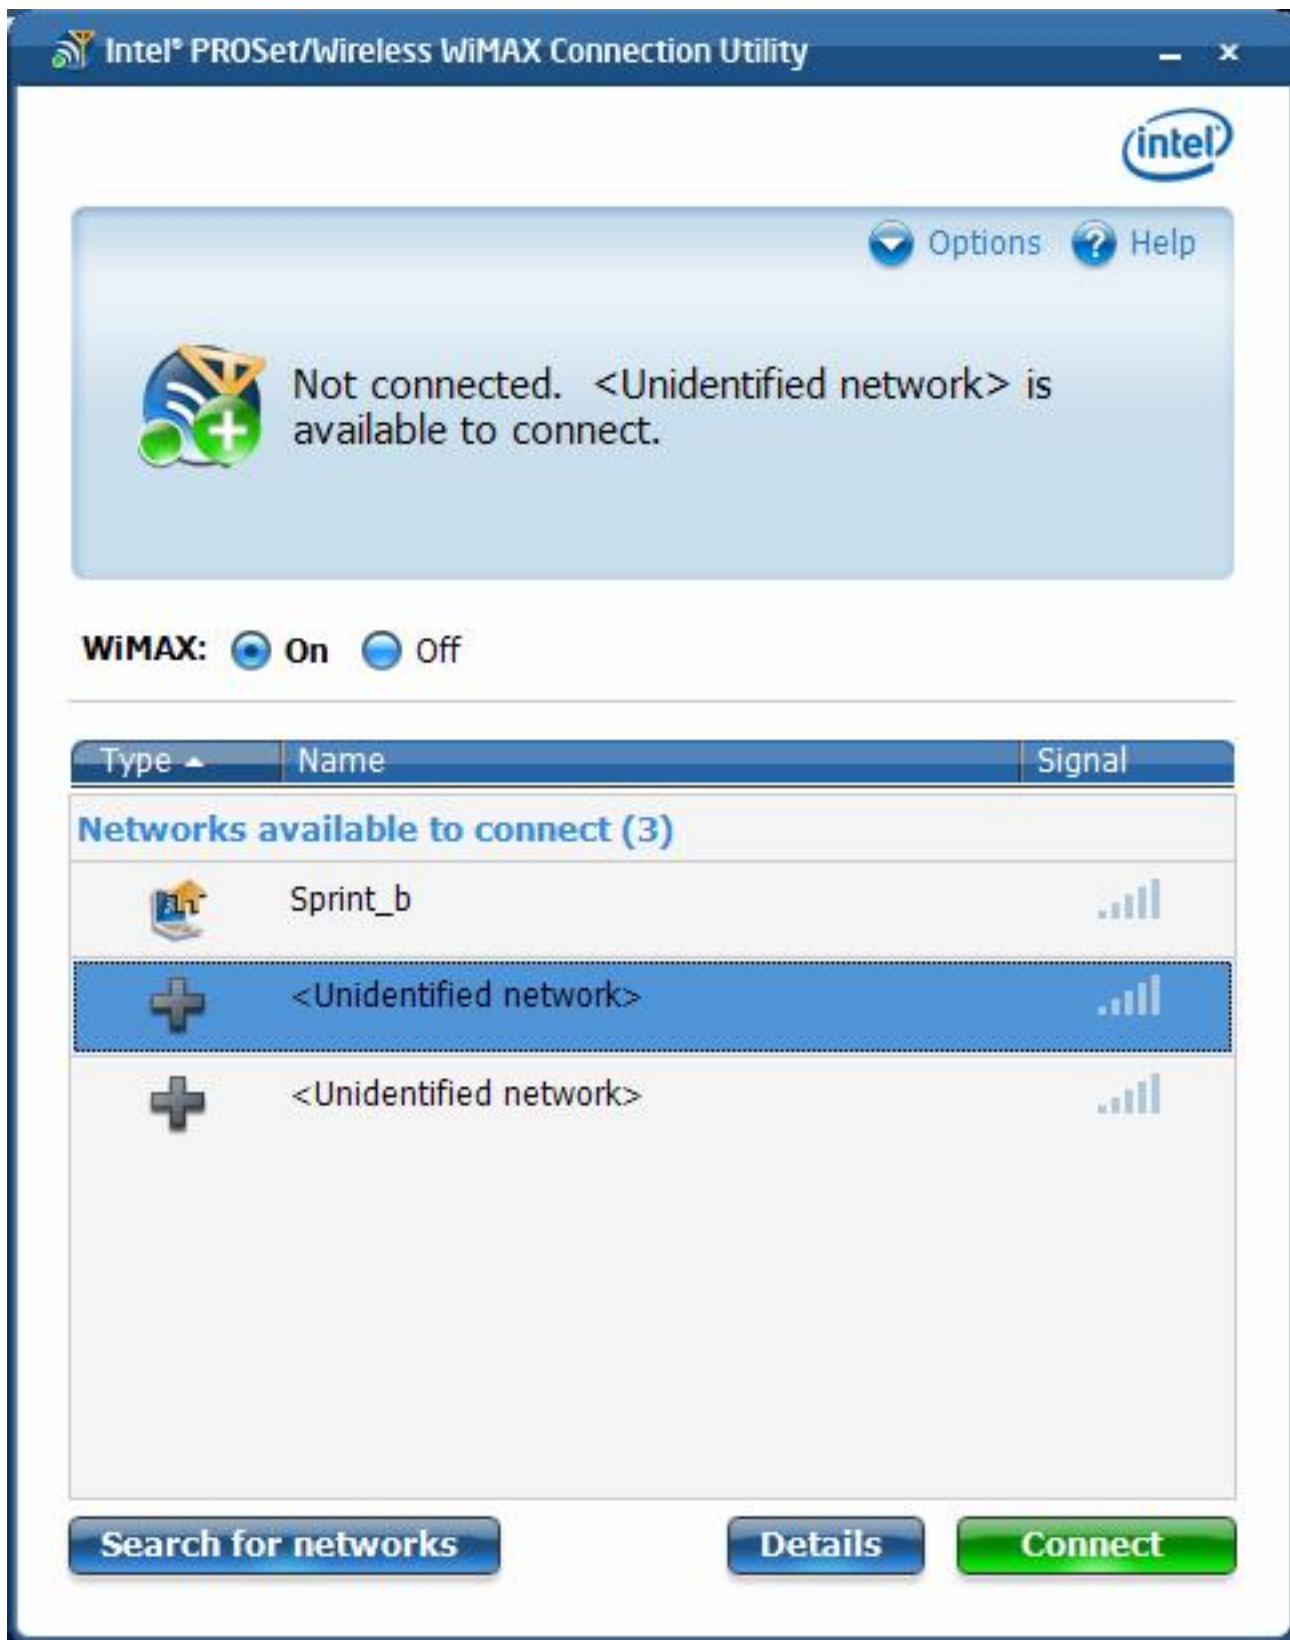 Intel® PROSet/Wireless WiMAX Connection Utility
intel
Options Help
Not connected. <Unidentified network> is
available to connect.
WiMAX: On Off
Type Name Signal
Networks available to connect (3)
Sprint_b
<Unidentified network>
<Unidentified network>
Search for networks Details Connect